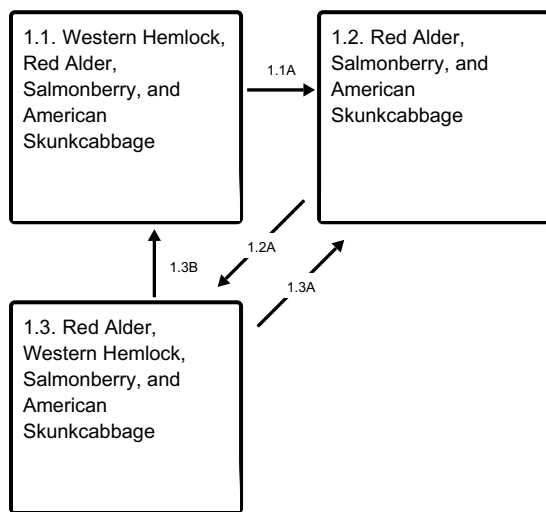 1.1. Western Hemlock,
Red Alder,
Salmonberry, and
American
Skunkcabbage
1.1A
1.2. Red Alder,
Salmonberry, and
American
Skunkcabbage
1.2A
1.3B
1.3A
1.3. Red Alder,
Western Hemlock,
Salmonberry, and
American
Skunkcabbage